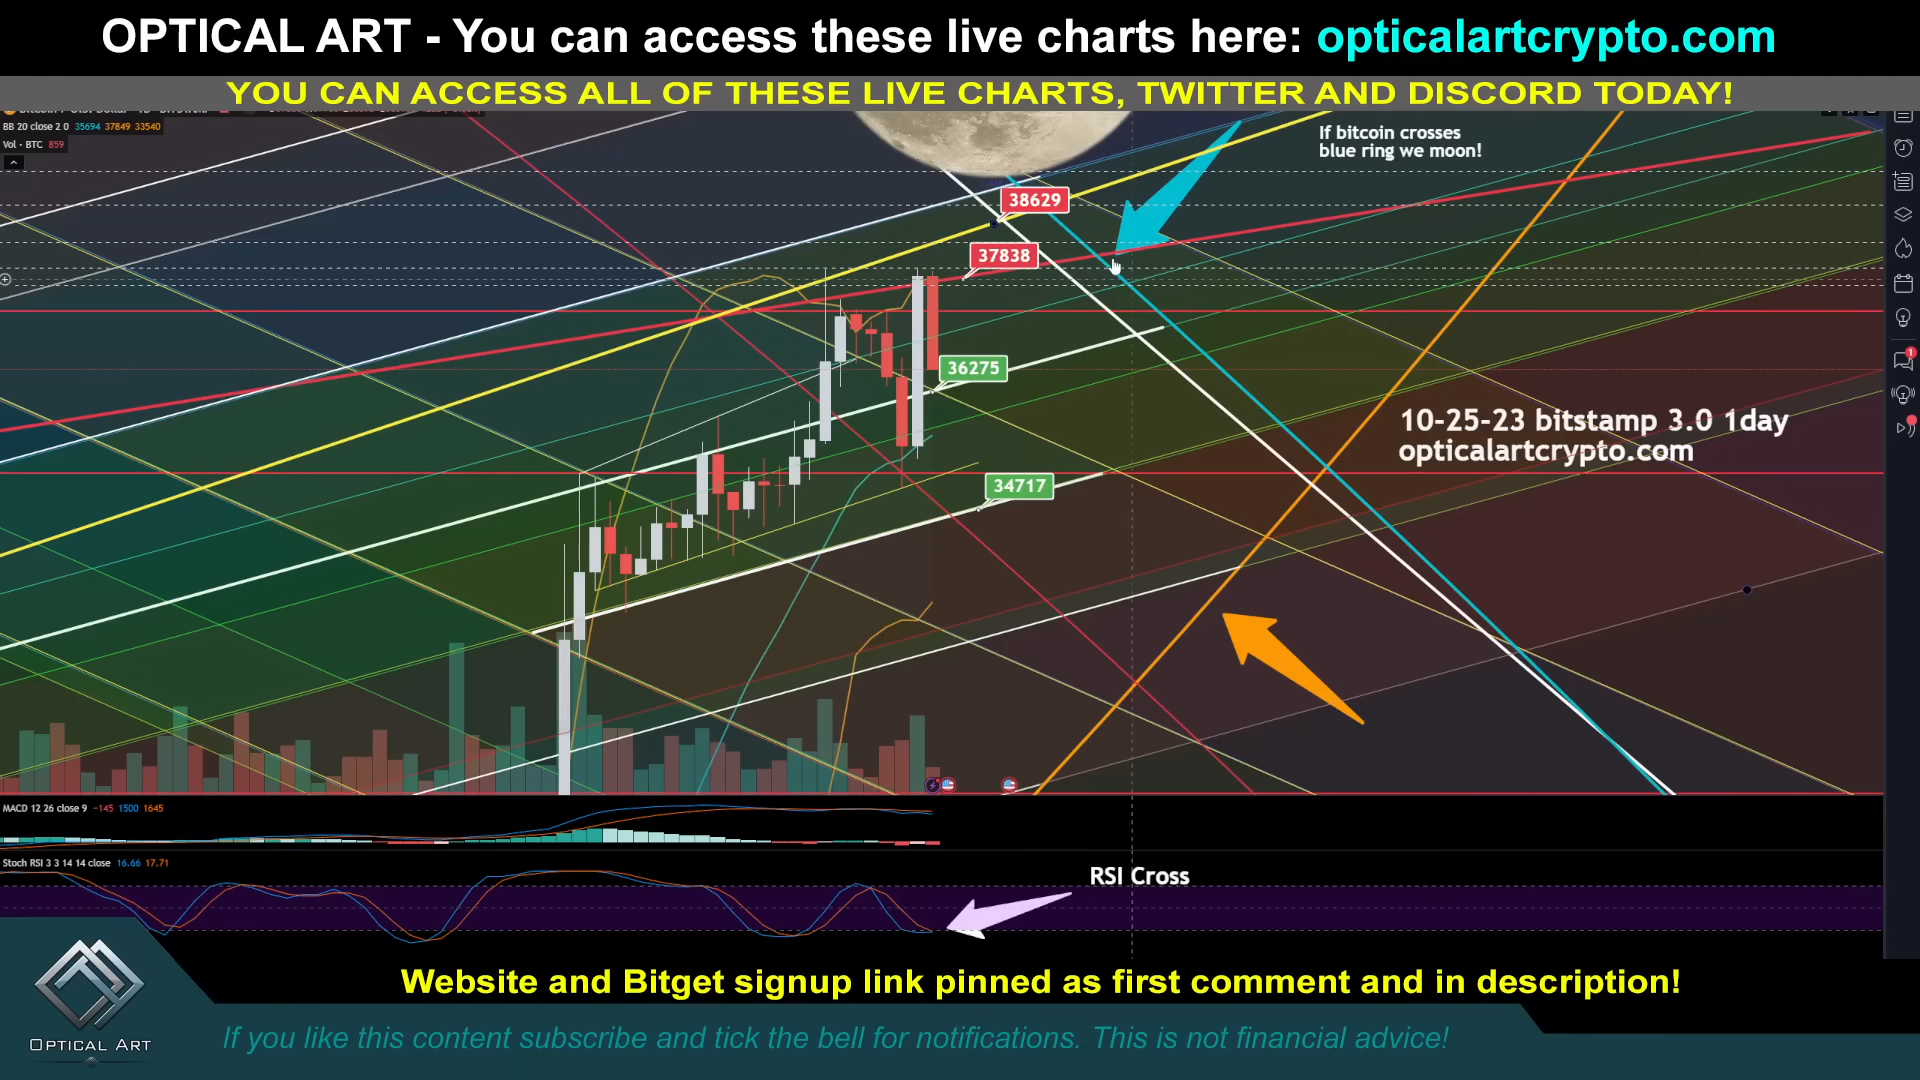 OPTICAL ART - You can access these live charts here: opticalartcrypto.com
YOU CAN ACCESS ALL OF THESE LIVE CHARTS, TWITTER AND DISCORD TODAY!
BB 20 close 2 0 35694 37849 33540
Vol · BTC 859
If bitcoin crosses
blue ring we moon!
38629
37838
36275
34717
10-25-23 bitstamp 3.0 1day
opticalartcrypto.com
1
MACD 12 26 close 9 −145 1500 1645
Stoch RSI 3 3 14 14 close 16.66 17.71
RSI Cross
Website and Bitget signup link pinned as first comment and in description!
OPTICAL ART
If you like this content subscribe and tick the bell for notifications. This is not financial advice!